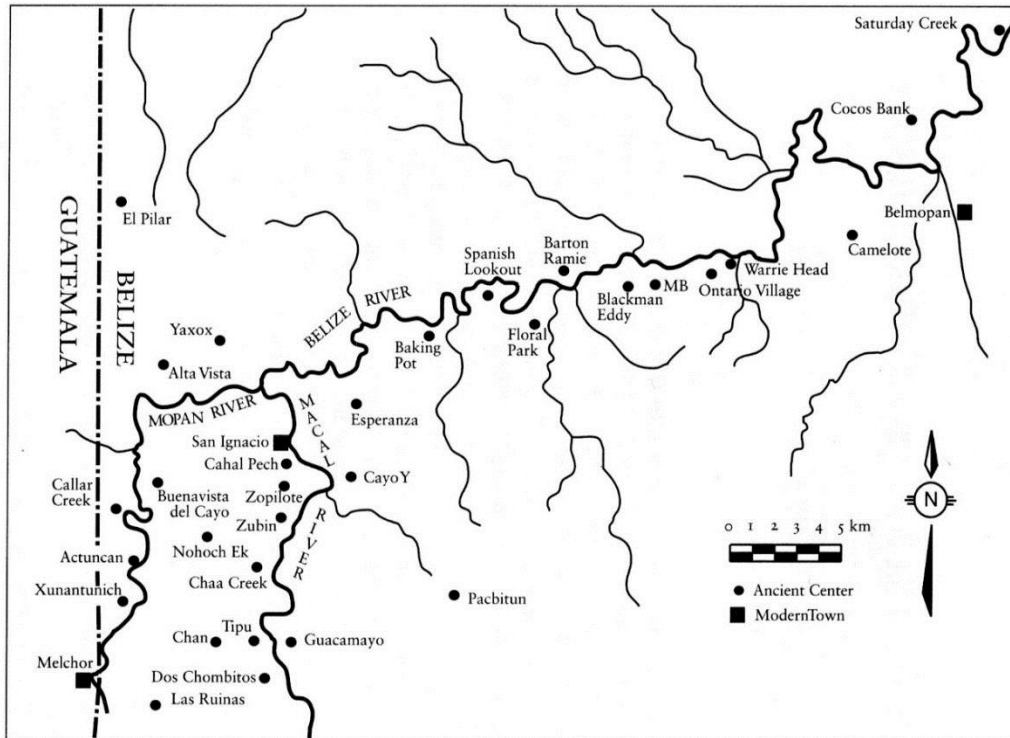 Saturday Creek
Cocos Bank
El Pilar
Belmopan
GUATEMALA
BELIZE
Camelote
Barton
Ramie
Spanish
Lookout
Warrie Head
MB
Ontario Village
Blackman
Eddy
BELIZE RIVER
Yaxox
Baking
Pot
Floral
Park
Alta Vista
MOPAN RIVER
MACAL RIVER
Esperanza
San Ignacio
Cahal Pech
Cayo Y
Callar
Creek
Buenavista
del Cayo
Zopilote
Zubin
N
0 1 2 3 4 5 km
Nohoch Ek
Actuncan
Chaa Creek
Xunantunich
Pacbitun
Ancient Center
ModernTown
Tipu
Chan
Guacamayo
Melchor
Dos Chombitos
Las Ruinas